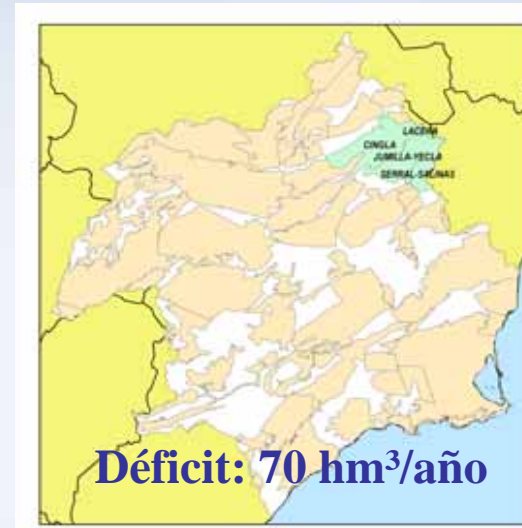 LACERA
CINGLA
JUMILLA-YECLA
SERRAL-SALINAS
Déficit: 70 hm³/año